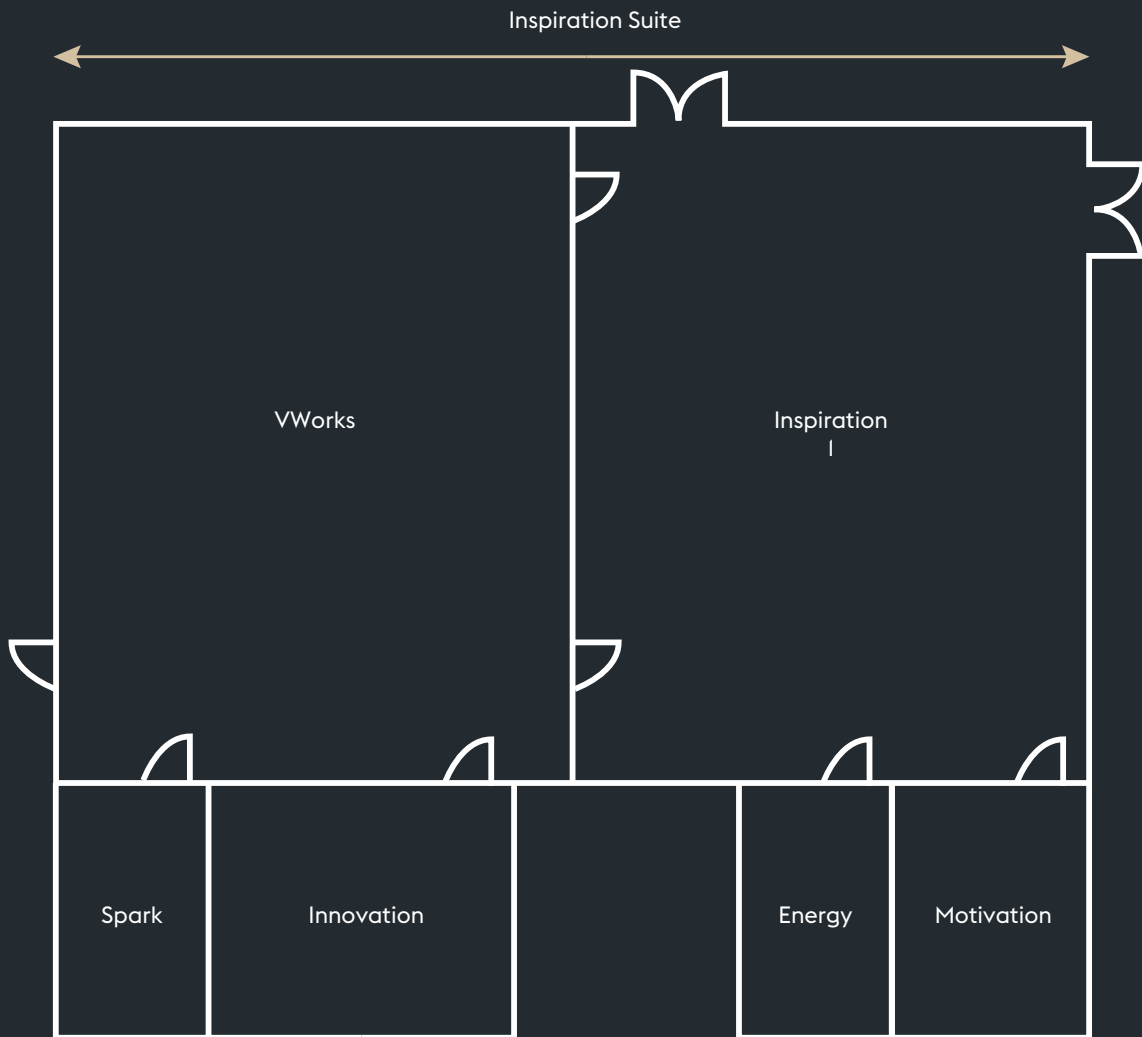 Inspiration Suite
VWorks
Inspiration
1
Spark
Innovation
Energy
Motivation